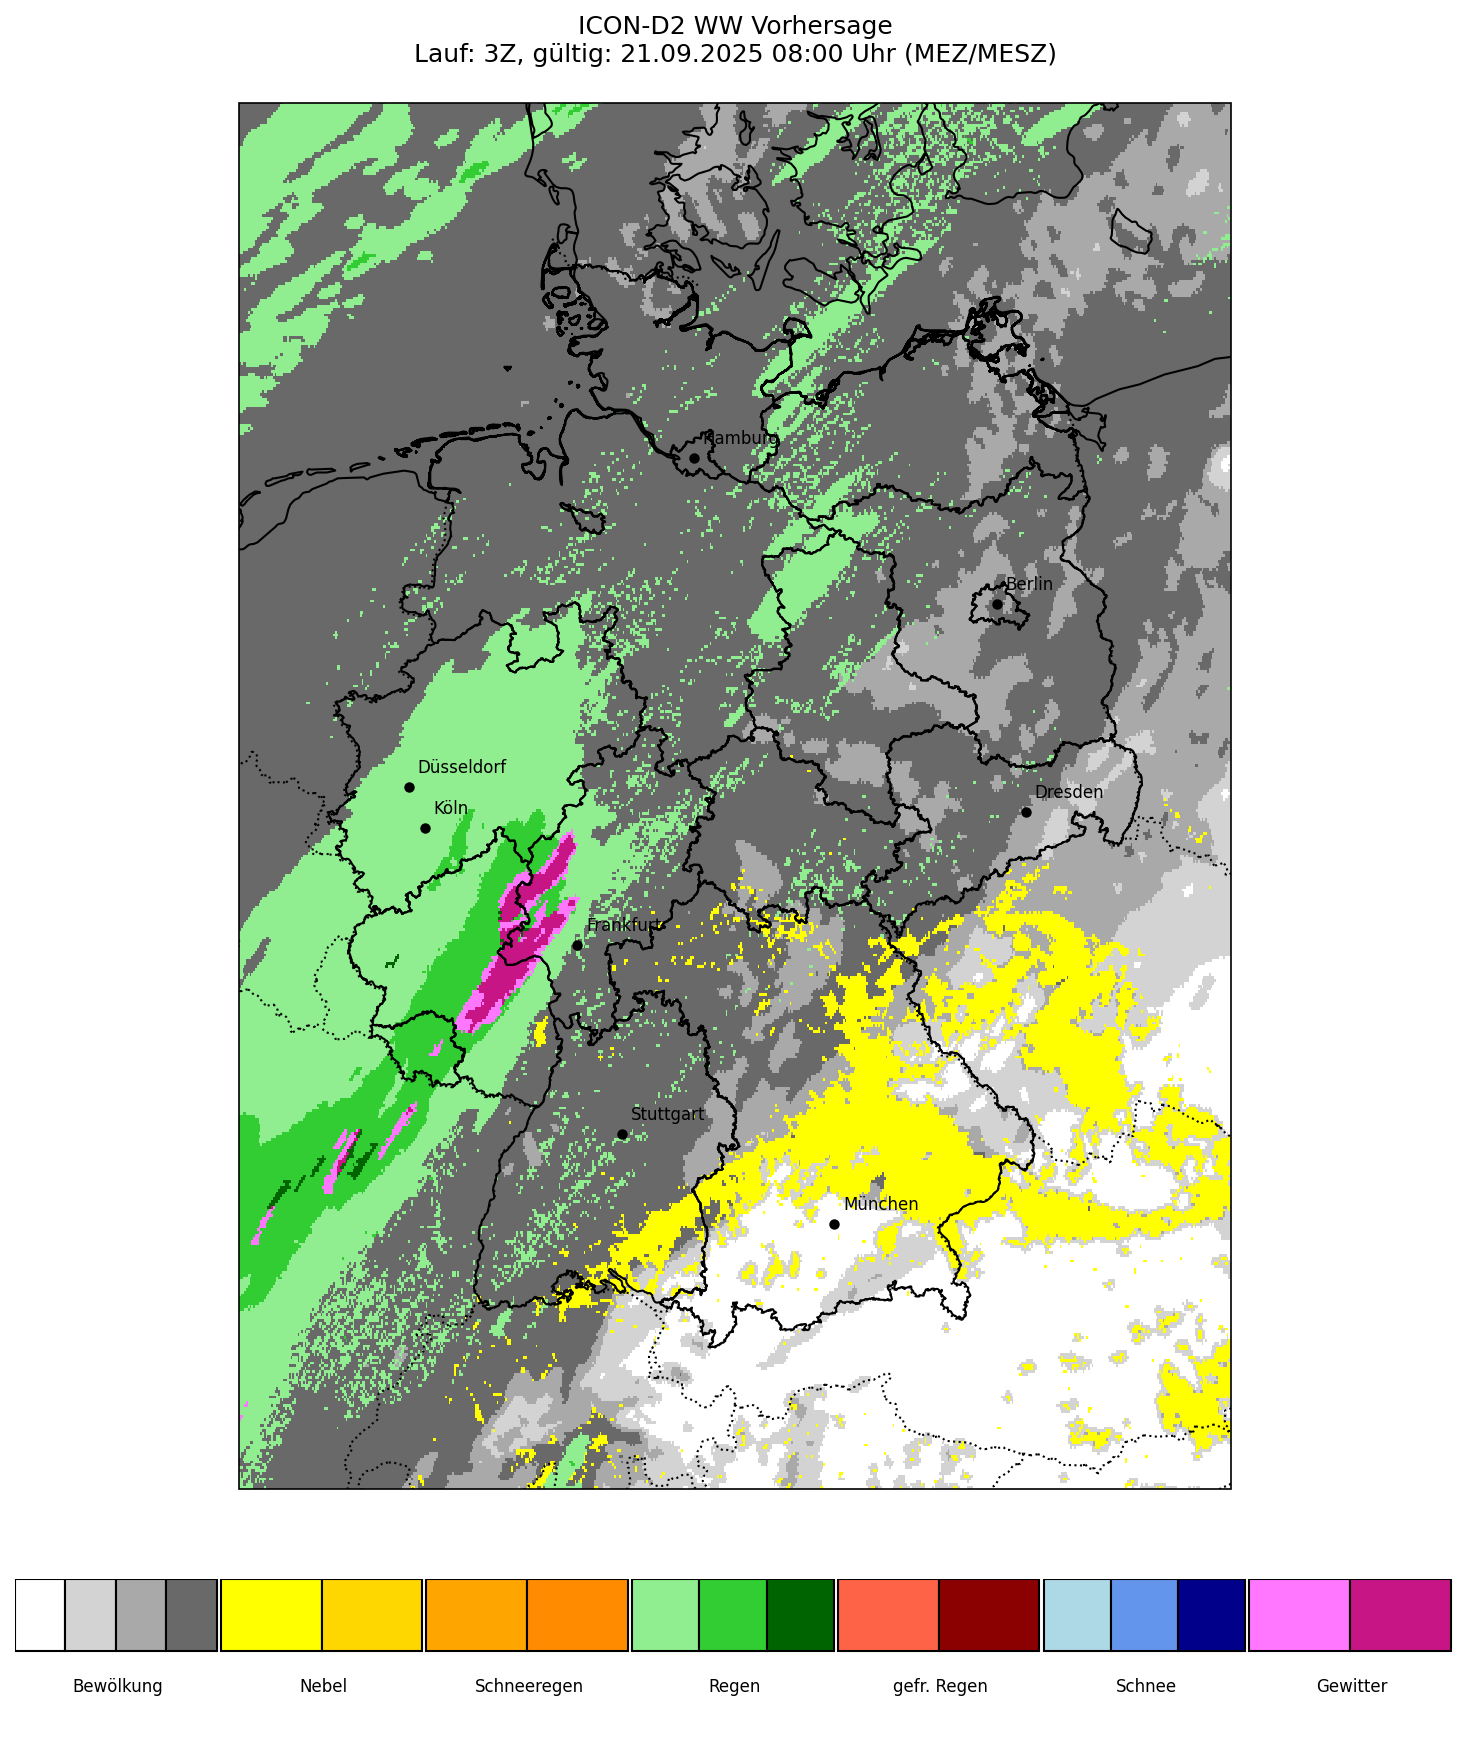 ICON-D2 WW Vorhersage
Lauf: 3Z, gültig: 21.09.2025 08:00 Uhr (MEZ/MESZ)
Hamburg
Berlin
Düsseldorf
Köln
Dresden
Frankfurt
Stuttgart
München
Bewölkung
Nebel
Schneeregen
Regen
gefr. Regen
Schnee
Gewitter